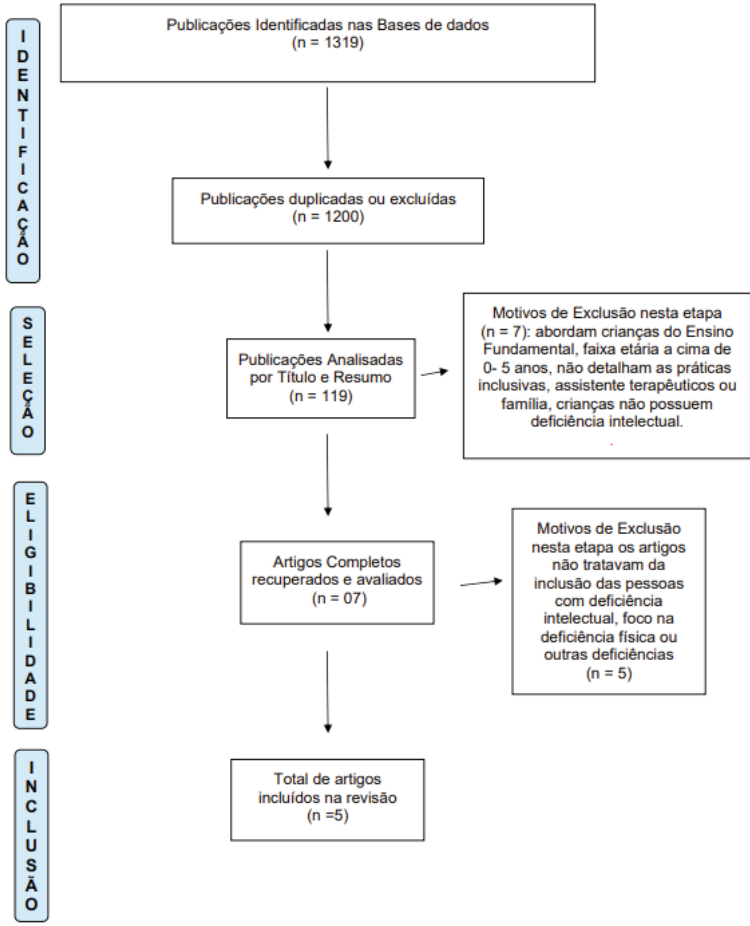 IDENTIFICAÇÃO
Publicações Identificadas nas Bases de dados
(n = 1319)
Publicações duplicadas ou excluídas
(n = 1200)
SELEÇÃO
Publicações Analisadas
por Título e Resumo
(n = 119)
Motivos de Exclusão nesta etapa
(n = 7): abordam crianças do Ensino
Fundamental, faixa etária a cima de
0- 5 anos, não detalham as práticas
inclusivas, assistente terapêuticos ou
família, crianças não possuem
deficiência intelectual.
.
ELIGIBILIDADE
Artigos Completos
recuperados e avaliados
(n = 07)
Motivos de Exclusão
nesta etapa os artigos
não tratavam da
inclusão das pessoas
com deficiência
intelectual, foco na
deficiência física ou
outras deficiências
(n = 5)
INCLUSÃO
Total de artigos
incluídos na revisão
(n =5)